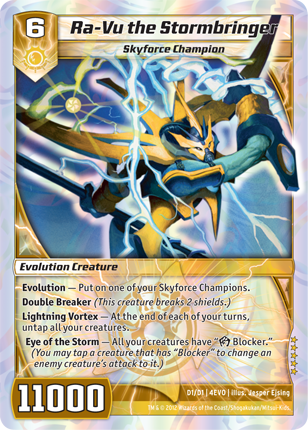 6
Ra-Vu the Stormbringer
Skyforce Champion
Evolution Creature
Evolution — Put on one of your Skyforce Champions.
Double Breaker (This creature breaks 2 shields.)
Lightning Vortex — At the end of each of your turns,
untap all your creatures.
Eye of the Storm — All your creatures have "Blocker."
(You may tap a creature that has "Blocker" to change an
enemy creature's attack to it.)
11000
D1/D1 | 4EVO | illus: Jesper Ejsing
TM & © 2012 Wizards of the Coast/Shogakukan/Mitsui-Kids.